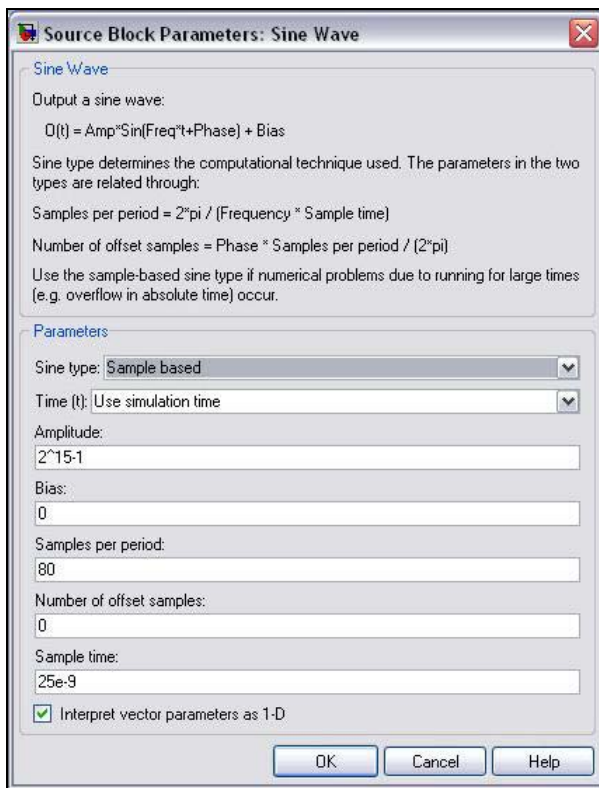 Source Block Parameters: Sine Wave
Sine Wave
Output a sine wave:
O(t) = Amp*Sin(Freq*t+Phase) + Bias
Sine type determines the computational technique used. The parameters in the two
types are related through:
Samples per period = 2*pi / (Frequency * Sample time)
Number of offset samples = Phase * Samples per period / (2*pi)
Use the sample-based sine type if numerical problems due to running for large times
(e.g. overflow in absolute time) occur.
Parameters
Sine type: Sample based
Time (t): Use simulation time
Amplitude:
2^15-1
Bias:
0
Samples per period:
80
Number of offset samples:
0
Sample time:
25e-9
Interpret vector parameters as 1-D
OK Cancel Help